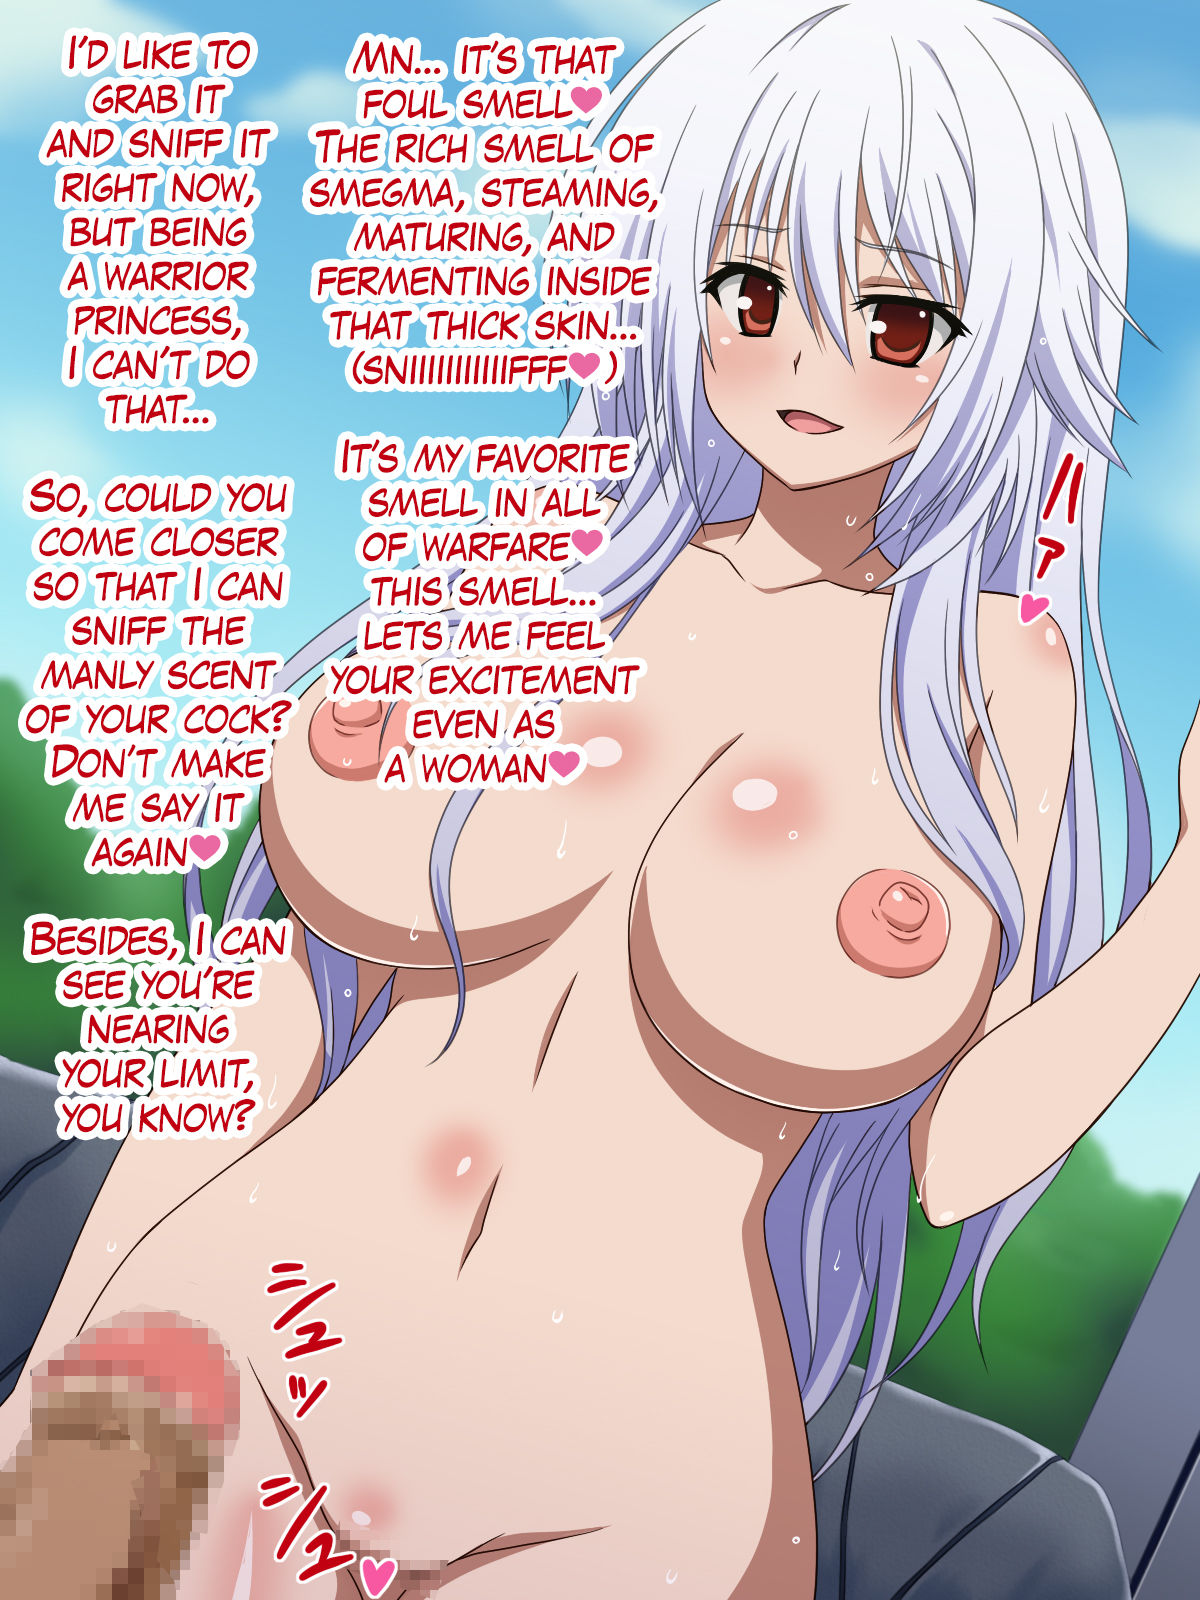 MN... IT'S THAT
FOUL SMELL♥
THE RICH SMELL OF
SMEGMA, STEAMING,
MATURING, AND
FERMENTING INSIDE
THAT THICK SKIN...
(SNIIIIIIIIIIIFFF♥)
IT'S MY FAVORITE
SMELL IN ALL
OF WARFARE♥
THIS SMELL...
LETS ME FEEL
YOUR EXCITEMENT
EVEN AS
A WOMAN♥
I'D LIKE TO
GRAB IT
AND SNIFF IT
RIGHT NOW,
BUT BEING
A WARRIOR
PRINCESS,
I CAN'T DO
THAT...
SO, COULD YOU
COME CLOSER
SO THAT I CAN
SNIFF THE
MANLY SCENT
OF YOUR COCK?
DON'T MAKE
ME SAY IT
AGAIN♥
BESIDES, I CAN
SEE YOU'RE
NEARING
YOUR LIMIT,
YOU KNOW?
ハァ♥
シュッ
シュ♥